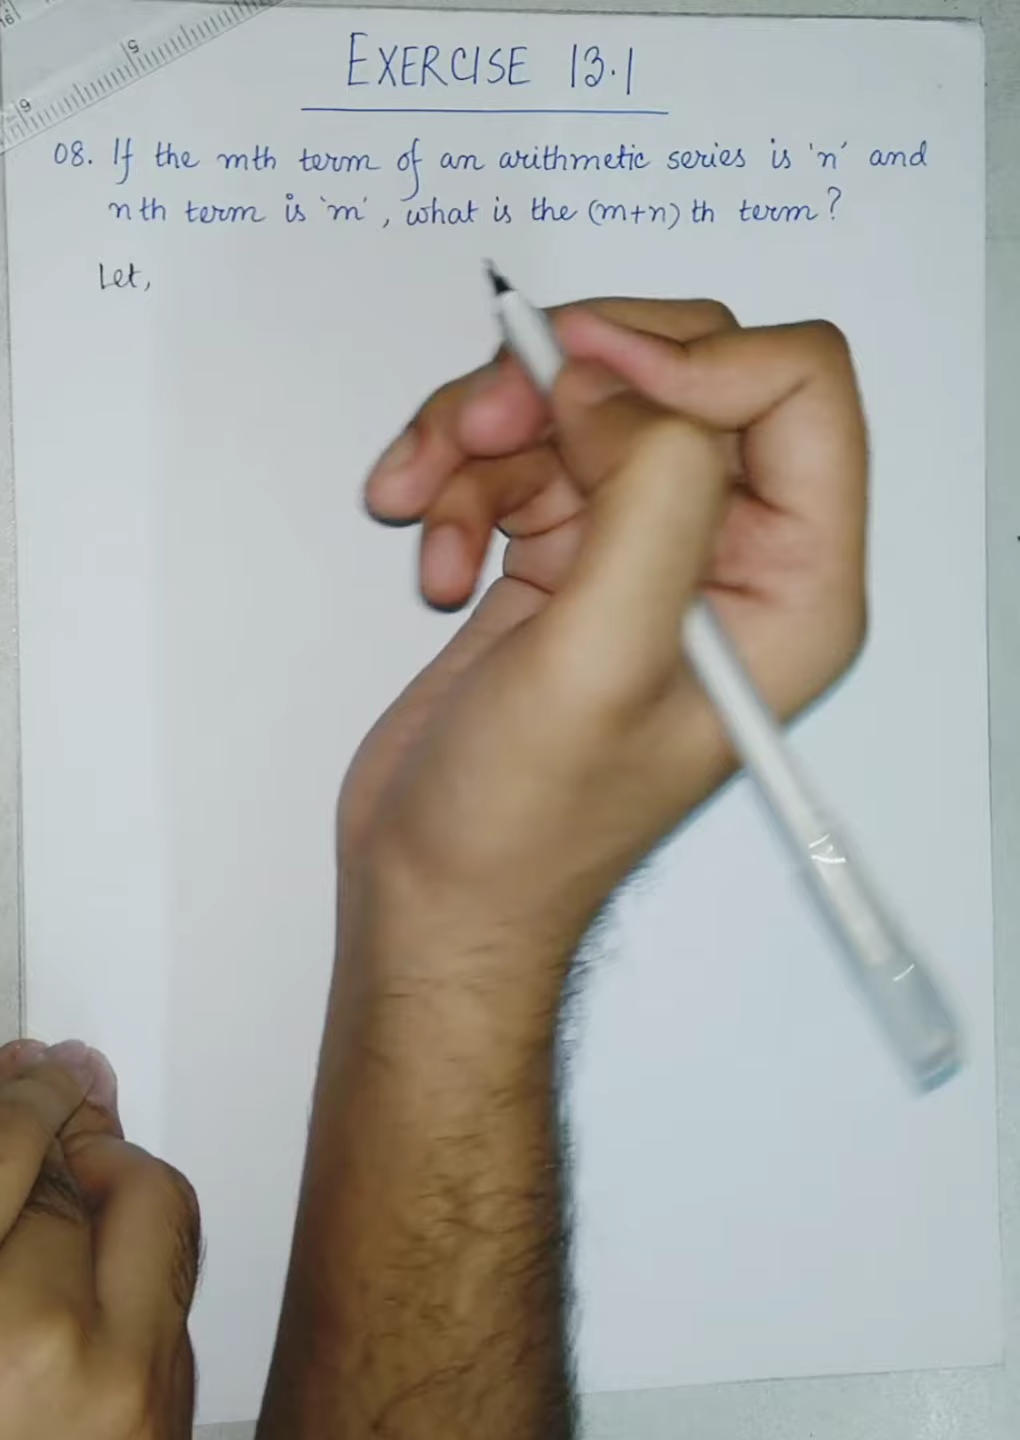 EXERCISE 13.1
08. If the mth term of an arithmetic series is 'n' and
nth term is 'm', what is the (m+n) th term?
Let,